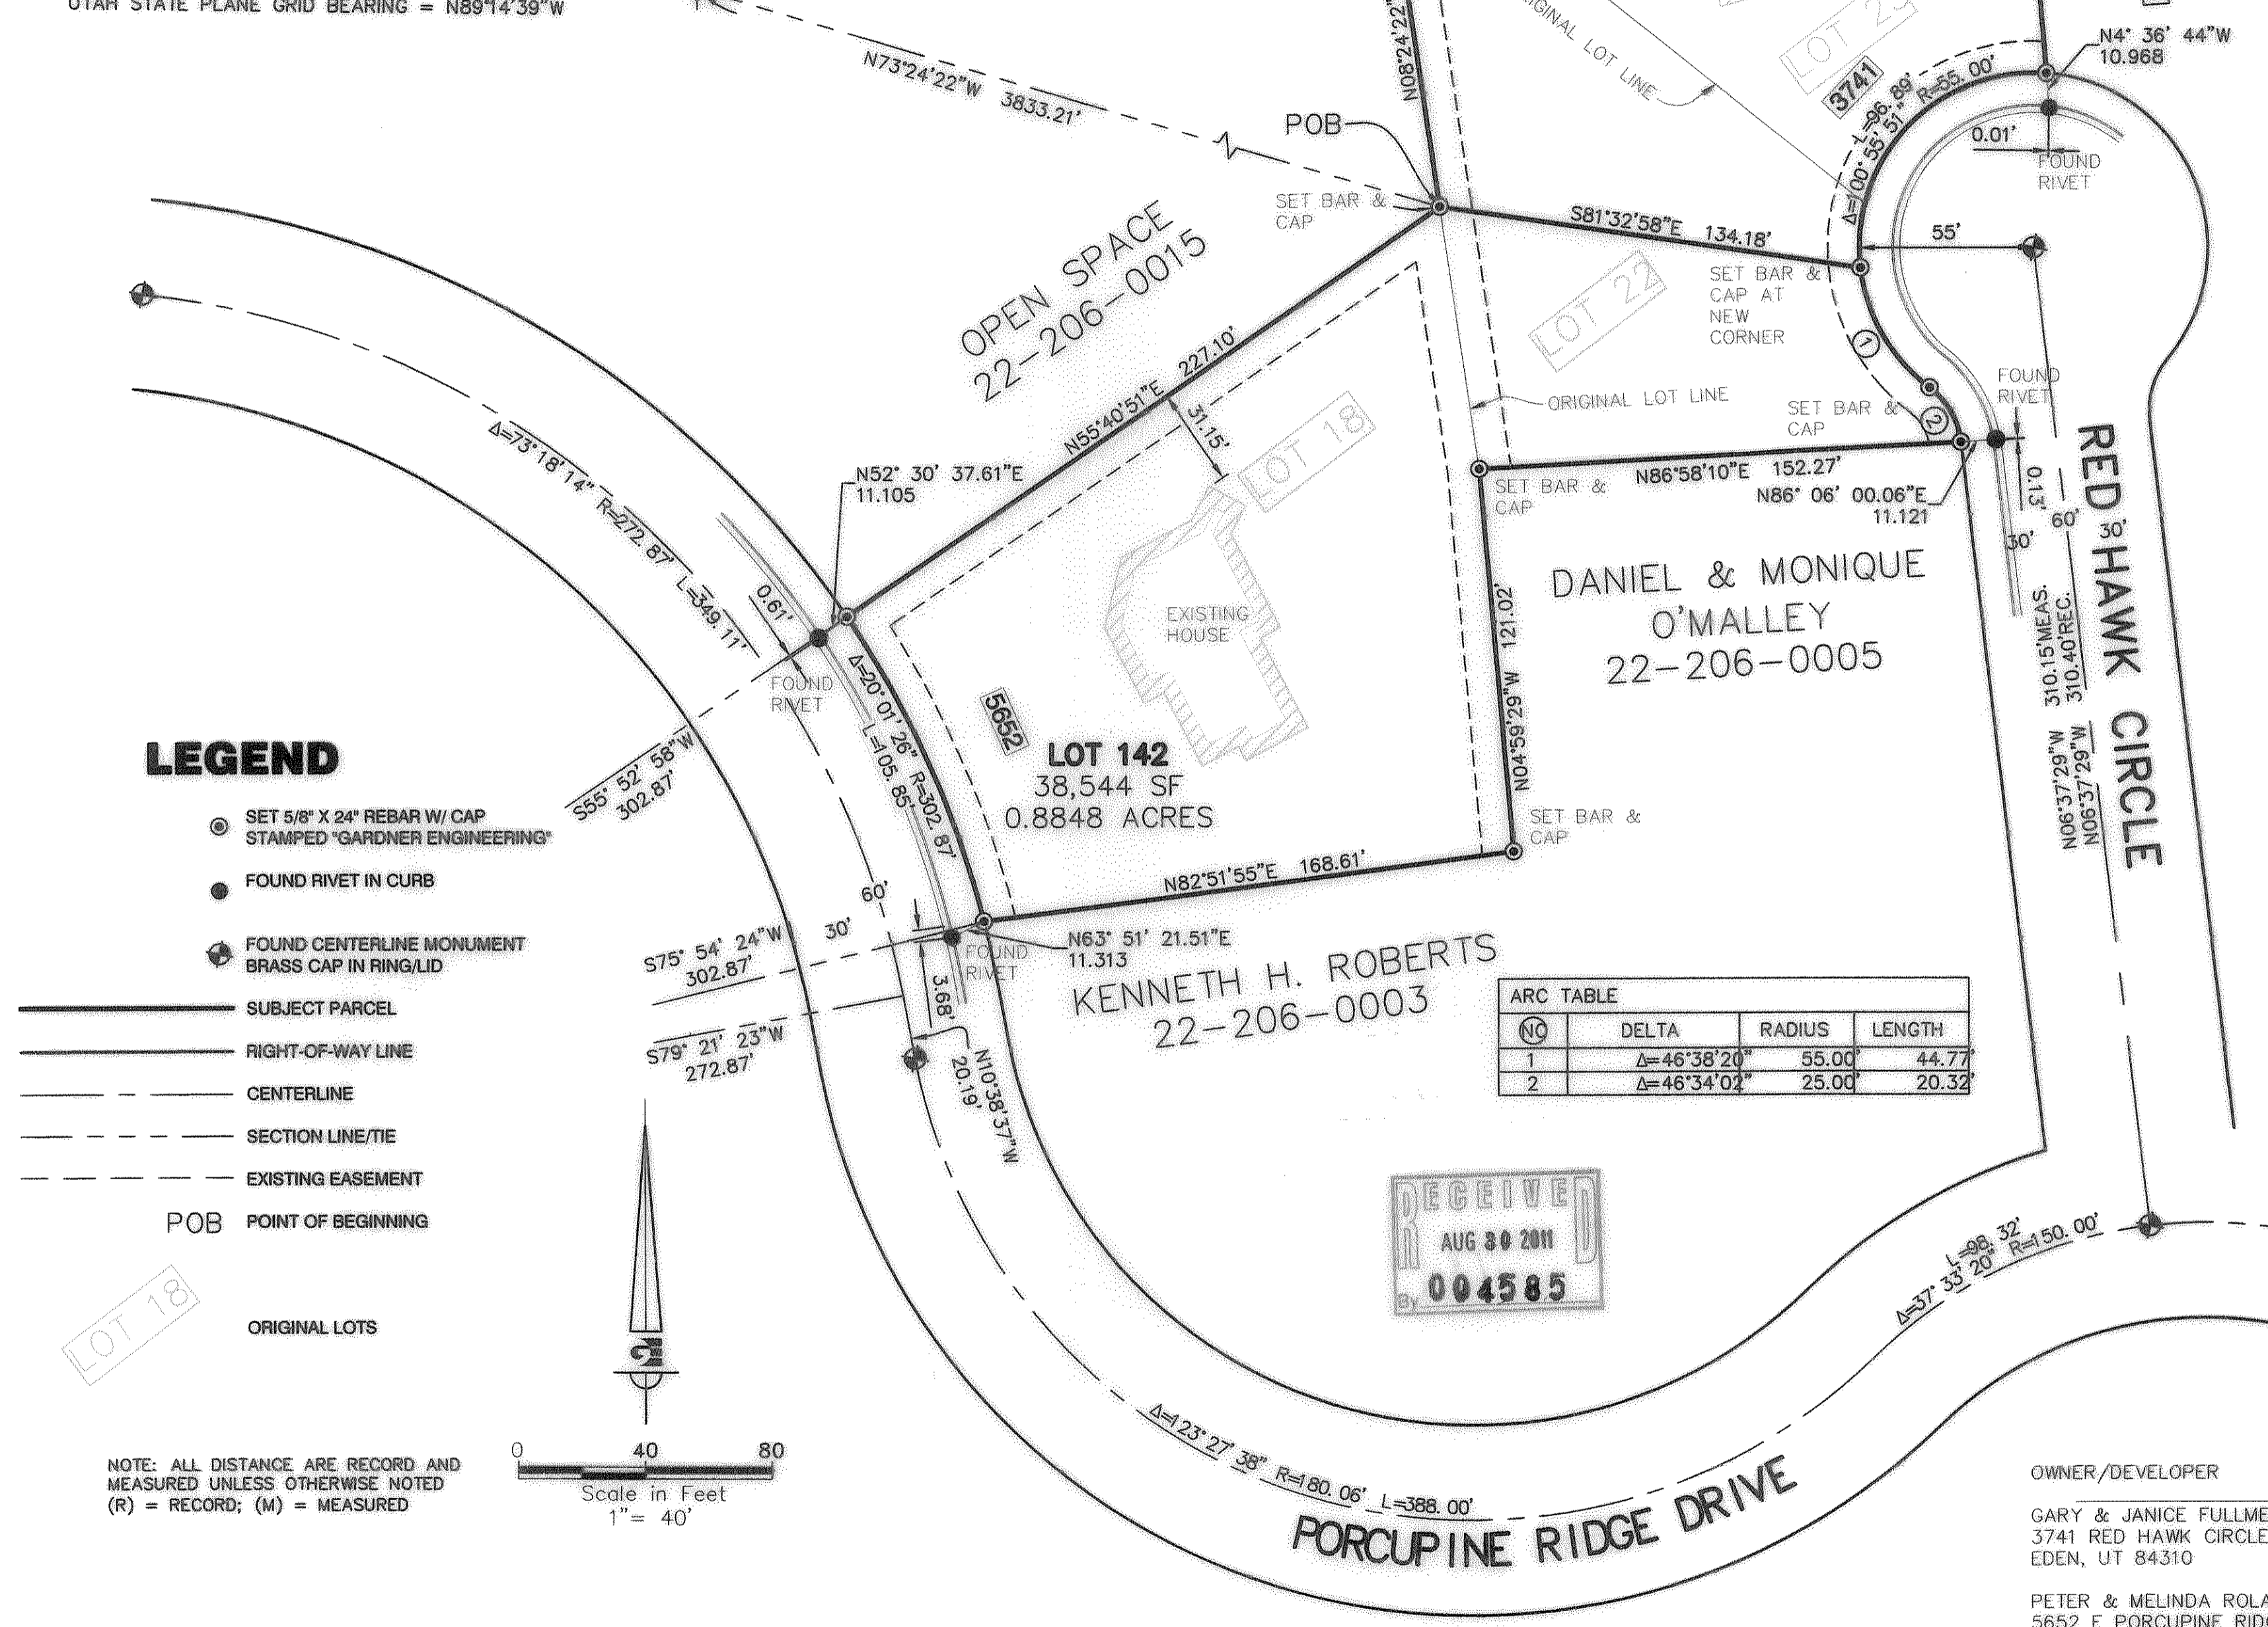 UTAH STATE PLANE GRID BEARING = N89°14'39"W
N73°24'22"W 3833.21'
N08°24'22"
ORIGINAL LOT LINE
LOT 23
3741
N4° 36' 44"W
10.968
L=96.89'
Δ=100° 55' 51" R=55.00'
0.01'
FOUND
RIVET
POB
SET BAR &
CAP
S81°32'58"E 134.18'
55'
SET BAR &
CAP AT
NEW
CORNER
LOT 22
OPEN SPACE
22-206-0015
N55°40'51"E 227.10'
31.15'
LOT 18
ORIGINAL LOT LINE
1
2
FOUND
RIVET
SET BAR &
CAP
N86°58'10"E 152.27'
SET BAR &
CAP
N86° 06' 00.06"E
11.121
0.13'
60'
30'
30'
RED HAWK CIRCLE
310.15'MEAS.
310.40'REC.
N06°37'29"W
N06°37'29"W
Δ=73° 18' 14" R=272.87' L=349.11'
N52° 30' 37.61"E
11.105
0.61'
FOUND
RIVET
EXISTING
HOUSE
DANIEL & MONIQUE
O'MALLEY
22-206-0005
N04°59'29"W 121.02'
Δ=20° 01' 26" R=302.87'
L=105.85'
5652
LOT 142
38,544 SF
0.8848 ACRES
S55° 52' 58"W
302.87'
SET BAR &
CAP
N82°51'55"E 168.61'
60'
30'
S75° 54' 24"W
302.87'
FOUND
RIVET
N63° 51' 21.51"E
11.313
3.68'
S79° 21' 23"W
272.87'
N10°38'37"W
20.19'
KENNETH H. ROBERTS
22-206-0003
LEGEND
SET 5/8" X 24" REBAR W/ CAP
STAMPED "GARDNER ENGINEERING"
FOUND RIVET IN CURB
FOUND CENTERLINE MONUMENT
BRASS CAP IN RING/LID
SUBJECT PARCEL
RIGHT-OF-WAY LINE
CENTERLINE
SECTION LINE/TIE
EXISTING EASEMENT
POB POINT OF BEGINNING
LOT 18
ORIGINAL LOTS
ARC TABLE
NO DELTA RADIUS LENGTH
1 Δ=46°38'20" 55.00' 44.77'
2 Δ=46°34'02" 25.00' 20.32'
RECEIVED
AUG 30 2011
By 004585
L=98.32'
Δ=37° 33' 20" R=150.00'
Δ=123° 27' 38" R=180.06' L=388.00'
PORCUPINE RIDGE DRIVE
NOTE: ALL DISTANCE ARE RECORD AND
MEASURED UNLESS OTHERWISE NOTED
(R) = RECORD; (M) = MEASURED
0 40 80
Scale in Feet
1"= 40'
OWNER/DEVELOPER
GARY & JANICE FULLME
3741 RED HAWK CIRCLE
EDEN, UT 84310
PETER & MELINDA ROLA
5652 E PORCUPINE RID